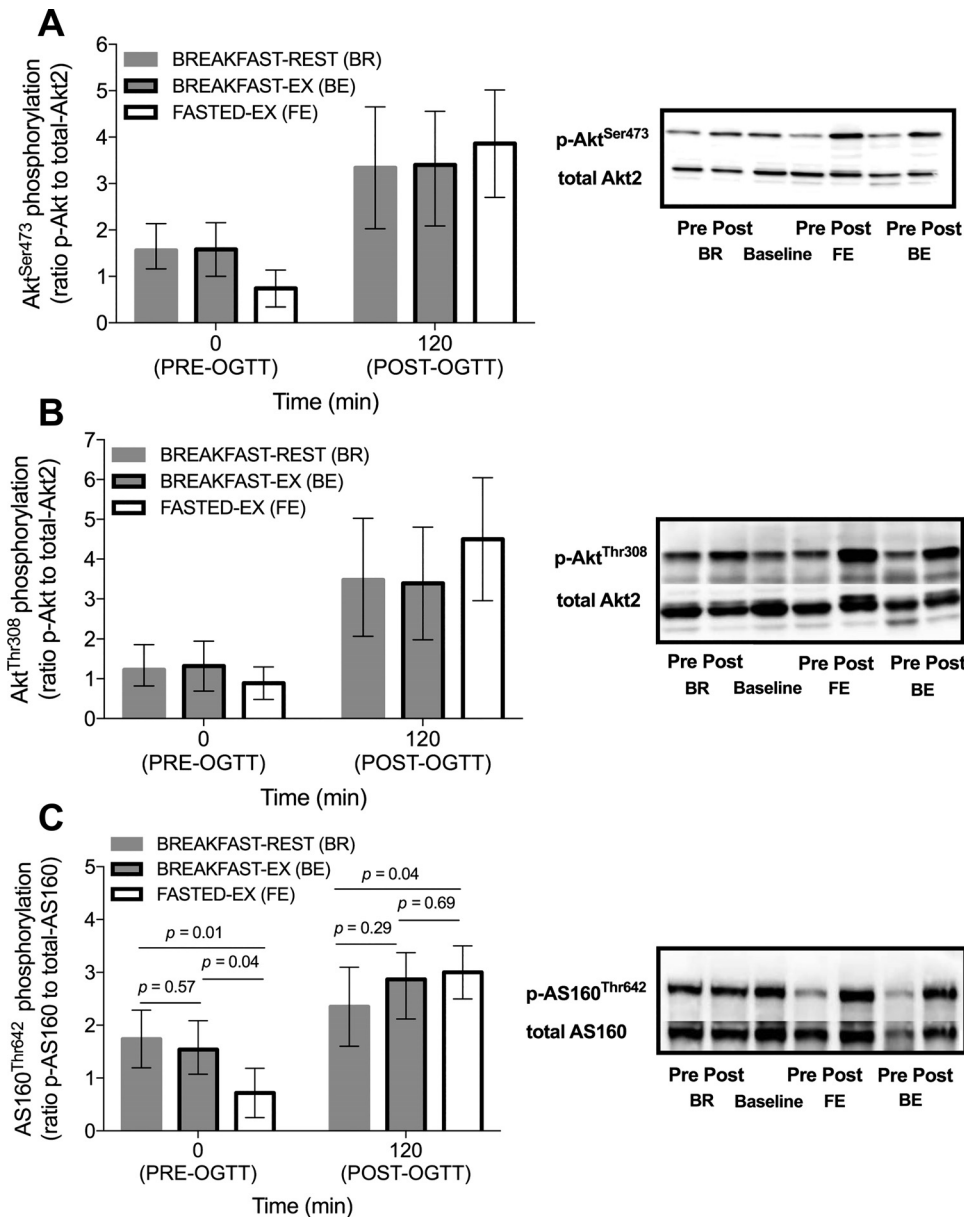 A
Akt^Ser473 phosphorylation
(ratio p-Akt to total-Akt2)
6
5
4
3
2
1
0
BREAKFAST-REST (BR)
BREAKFAST-EX (BE)
FASTED-EX (FE)
0
(PRE-OGTT)
120
(POST-OGTT)
Time (min)
p-Akt^Ser473
total Akt2
Pre Post Pre Post Pre Post
BR Baseline FE BE
B
Akt^Thr308 phosphorylation
(ratio p-Akt to total-Akt2)
7
6
5
4
3
2
1
0
BREAKFAST-REST (BR)
BREAKFAST-EX (BE)
FASTED-EX (FE)
0
(PRE-OGTT)
120
(POST-OGTT)
Time (min)
p-Akt^Thr308
total Akt2
Pre Post Pre Post Pre Post
BR Baseline FE BE
C
AS160^Thr642 phosphorylation
(ratio p-AS160 to total-AS160)
5
4
3
2
1
0
BREAKFAST-REST (BR)
BREAKFAST-EX (BE)
FASTED-EX (FE)
p = 0.01
p = 0.04
p = 0.57
p = 0.04
p = 0.69
p = 0.29
0
(PRE-OGTT)
120
(POST-OGTT)
Time (min)
p-AS160^Thr642
total AS160
Pre Post Pre Post Pre Post
BR Baseline FE BE